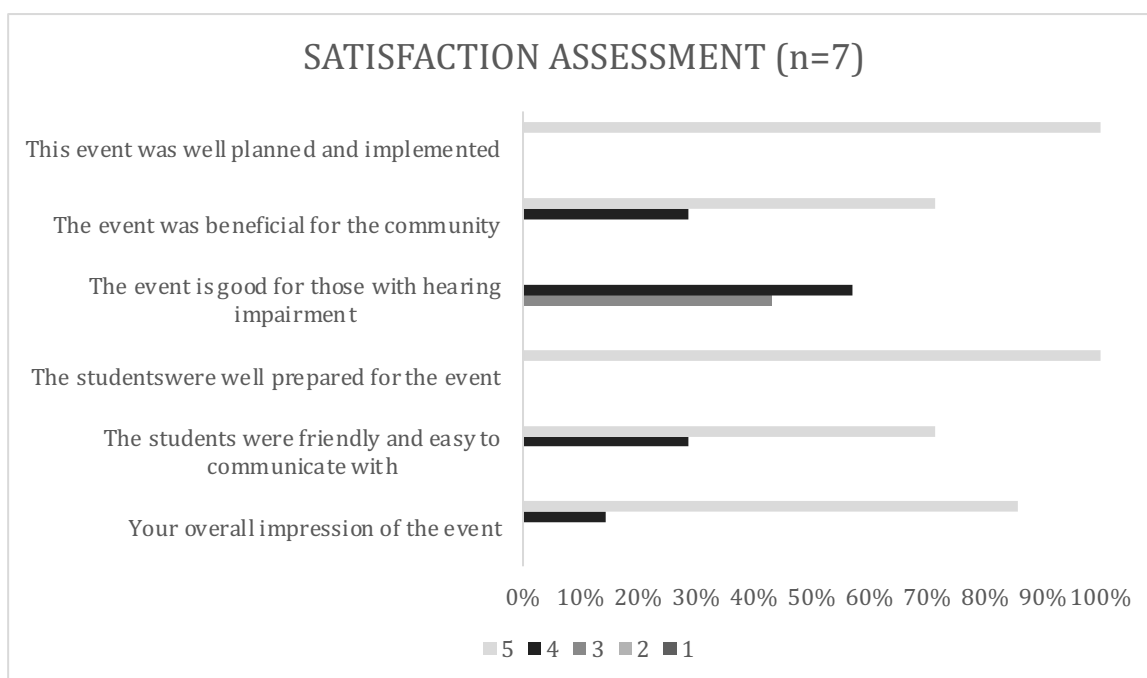 SATISFACTION ASSESSMENT (n=7)
This event was well planned and implemented
The event was beneficial for the community
The event is good for those with hearing
impairment
The studentswere well prepared for the event
The students were friendly and easy to
communicate with
Your overall impression of the event
0% 10% 20% 30% 40% 50% 60% 70% 80% 90% 100%
5 4 3 2 1